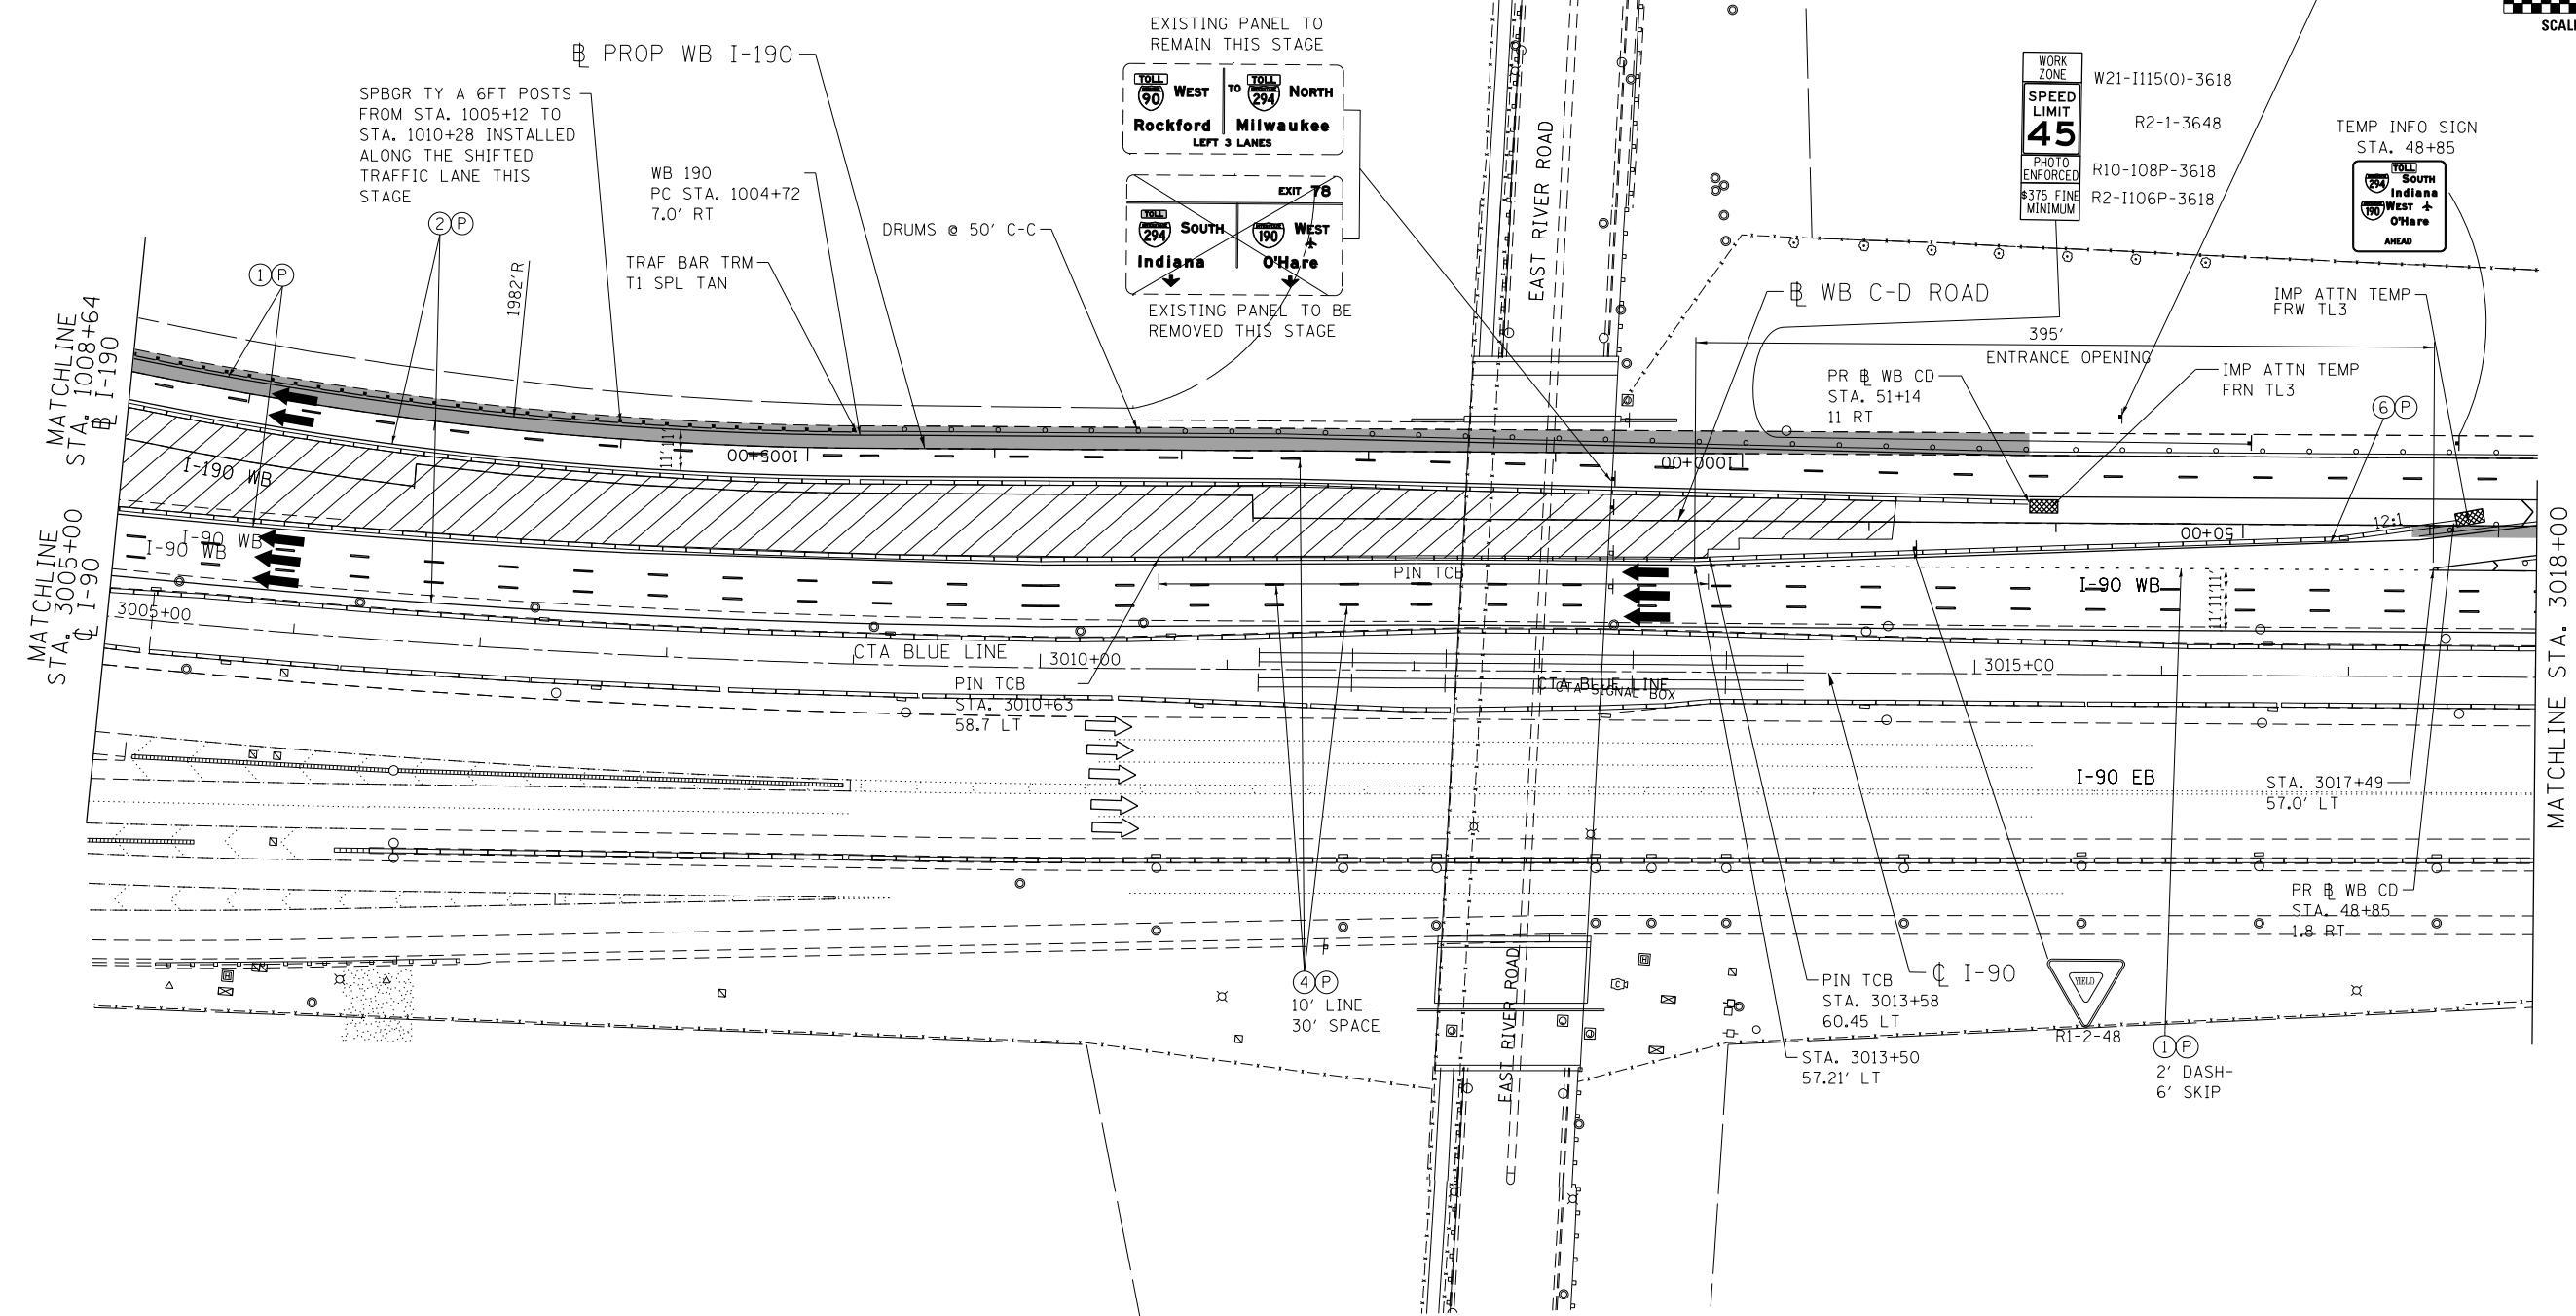 EXISTING PANEL TO
REMAIN THIS STAGE
SCAL
℄ PROP WB I-190
TOLL
90 WEST
TO
TOLL
294 NORTH
Rockford
Milwaukee
LEFT 3 LANES
EXIT 78
TOLL
294 SOUTH
190 WEST
Indiana
O'Hare
EXISTING PANEL TO BE
REMOVED THIS STAGE
SPBGR TY A 6FT POSTS
FROM STA. 1005+12 TO
STA. 1010+28 INSTALLED
ALONG THE SHIFTED
TRAFFIC LANE THIS
STAGE
2 P
WB 190
PC STA. 1004+72
7.0' RT
DRUMS @ 50' C-C
TRAF BAR TRM
T1 SPL TAN
1 P
1982'R
EAST RIVER ROAD
WORK
ZONE
SPEED
LIMIT
45
PHOTO
ENFORCED
$375 FINE
MINIMUM
W21-I115(O)-3618
R2-1-3648
R10-108P-3618
R2-I106P-3618
TEMP INFO SIGN
STA. 48+85
TOLL
294 SOUTH
Indiana
190 WEST
O'Hare
AHEAD
IMP ATTN TEMP
FRW TL3
℄ WB C-D ROAD
395'
ENTRANCE OPENING
PR ℄ WB CD
STA. 51+14
11 RT
IMP ATTN TEMP
FRN TL3
6 P
MATCHLINE
STA. 1008+64
℄ I-190
MATCHLINE
STA. 3005+00
℄ I-90
I-190 WB
11' 11'
1005+00
1000+00
50+00
12:1
I-90 WB
I-90 WB
3005+00
PIN TCB
I-90 WB
11' 11' 11'
MATCHLINE STA. 3018+00
CTA BLUE LINE
3010+00
3015+00
CTA BLUE LINE
CTA SIGNAL BOX
PIN TCB
STA. 3010+63
58.7 LT
I-90 EB
STA. 3017+49
57.0' LT
PR ℄ WB CD
STA. 48+85
1.8 RT
EAST RIVER ROAD
4 P
10' LINE-
30' SPACE
PIN TCB
STA. 3013+58
60.45 LT
℄ I-90
YIELD
R1-2-48
STA. 3013+50
57.21' LT
1 P
2' DASH-
6' SKIP